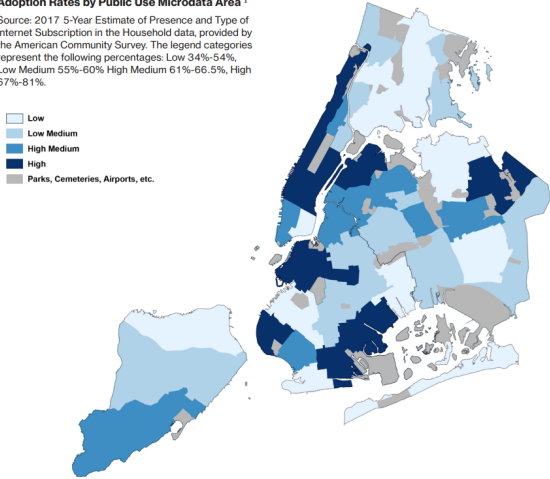 Adoption Rates by Public Use Microdata Area 1
Source: 2017 5-Year Estimate of Presence and Type of
Internet Subscription in the Household data, provided by
the American Community Survey. The legend categories
represent the following percentages: Low 34%-54%,
Low Medium 55%-60% High Medium 61%-66.5%, High
67%-81%.
Low
Low Medium
High Medium
High
Parks, Cemeteries, Airports, etc.